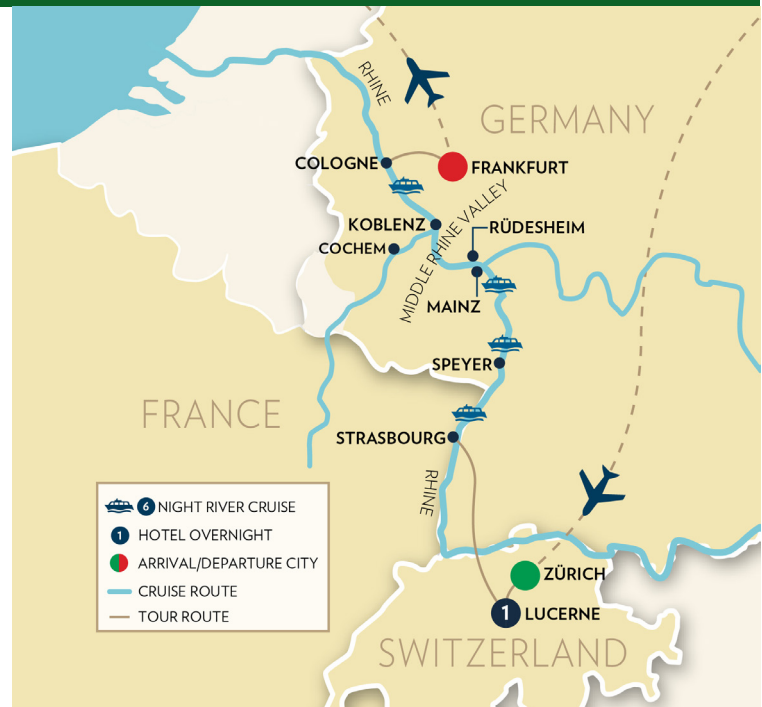 RHINE
GERMANY
COLOGNE
FRANKFURT
KOBLENZ
MIDDLE RHINE VALLEY
RÜDESHEIM
COCHEM
MAINZ
SPEYER
FRANCE
STRASBOURG
RHINE
6 NIGHT RIVER CRUISE
1 HOTEL OVERNIGHT
ARRIVAL/DEPARTURE CITY
CRUISE ROUTE
TOUR ROUTE
ZÜRICH
1 LUCERNE
SWITZERLAND